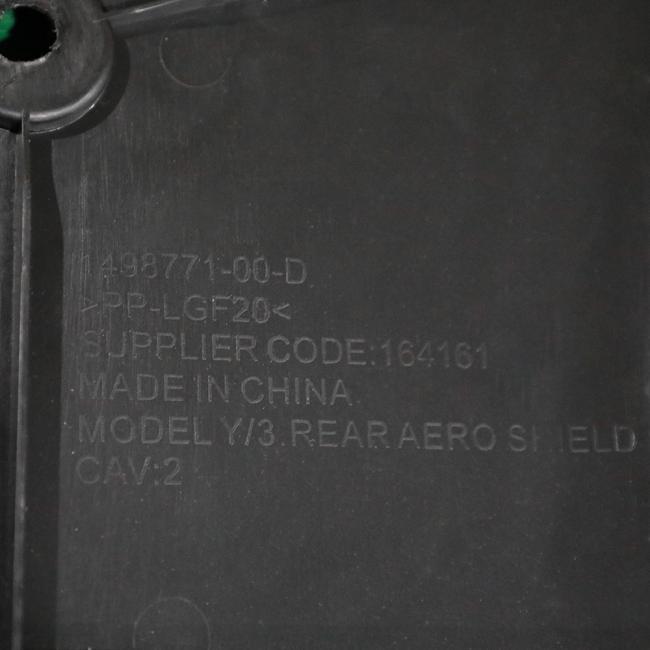 1498771-00-D
>PP-LGF20<
SUPPLIER CODE:164161
MADE IN CHINA
MODEL Y/3 REAR AERO SHIELD
CAV:2